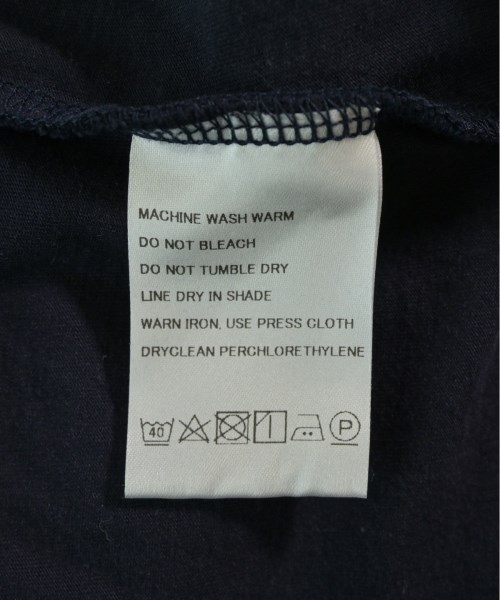 MACHINE WASH WARM
DO NOT BLEACH
DO NOT TUMBLE DRY
LINE DRY IN SHADE
WARN IRON, USE PRESS CLOTH
DRYCLEAN PERCHLORETHYLENE
40 P